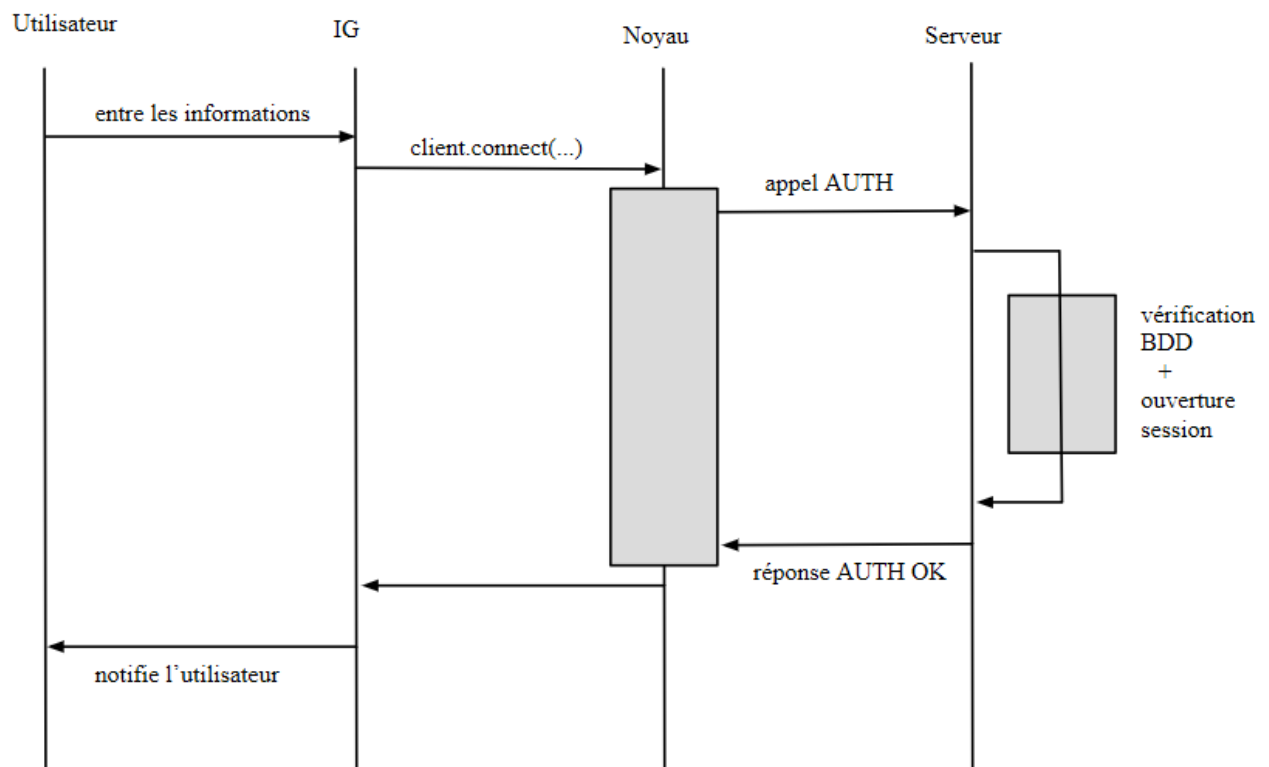 Utilisateur
IG
Noyau
Serveur
entre les informations
client.connect(...)
appel AUTH
vérification
BDD
+
ouverture
session
réponse AUTH OK
notifie l’utilisateur